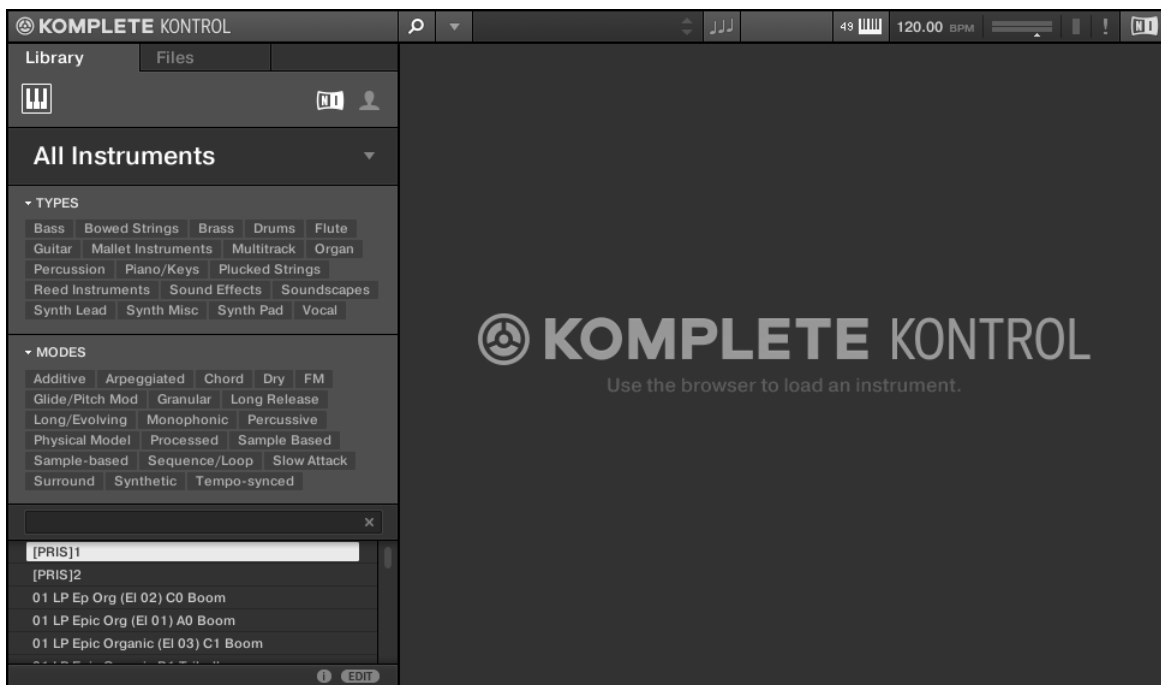 KOMPLETE KONTROL
49 120.00 BPM ! NI
Library Files
NI
All Instruments
TYPES
Bass Bowed Strings Brass Drums Flute
Guitar Mallet Instruments Multitrack Organ
Percussion Piano/Keys Plucked Strings
Reed Instruments Sound Effects Soundscapes
Synth Lead Synth Misc Synth Pad Vocal
MODES
Additive Arpeggiated Chord Dry FM
Glide/Pitch Mod Granular Long Release
Long/Evolving Monophonic Percussive
Physical Model Processed Sample Based
Sample-based Sequence/Loop Slow Attack
Surround Synthetic Tempo-synced
[PRIS]1
[PRIS]2
01 LP Ep Org (El 02) C0 Boom
01 LP Epic Org (El 01) A0 Boom
01 LP Epic Organic (El 03) C1 Boom
i EDIT
KOMPLETE KONTROL
Use the browser to load an instrument.